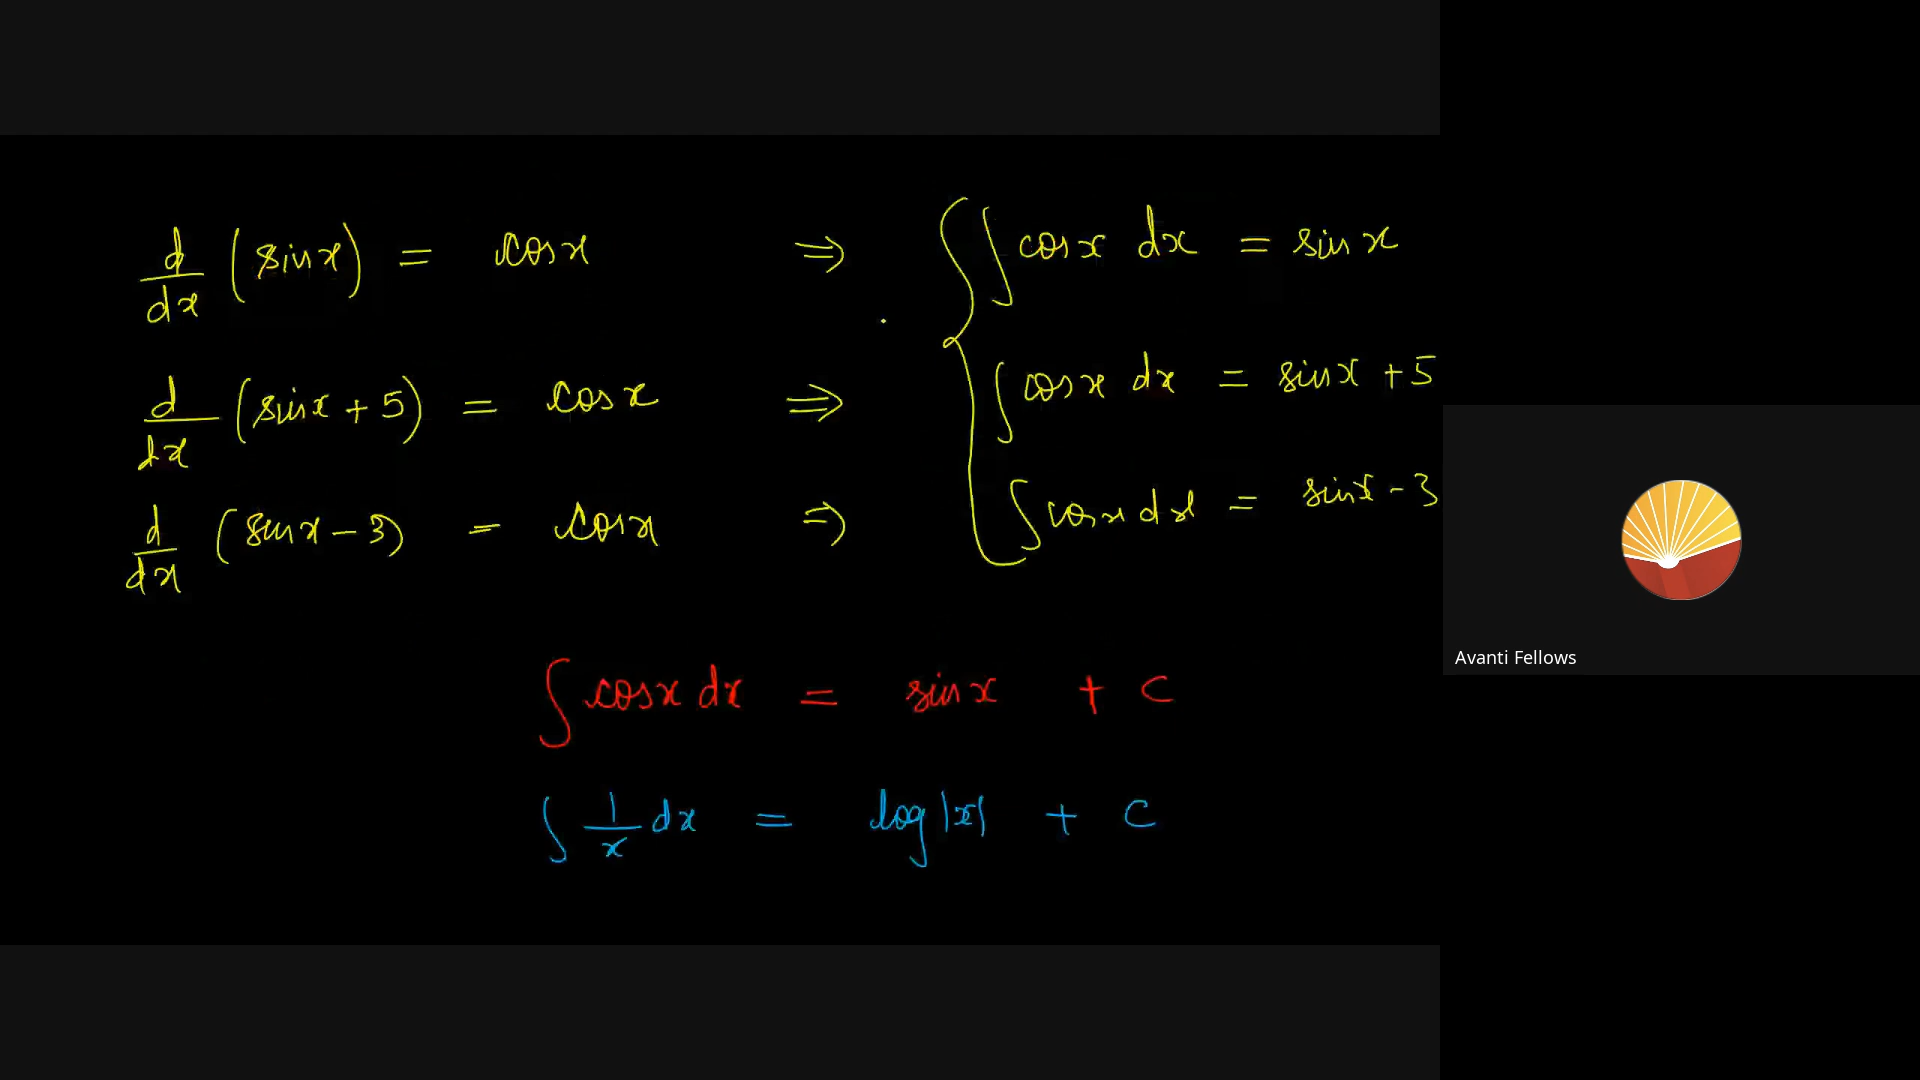 d/dx (sinx) = cosx ⇒ ∫cosx dx = sinx
d/dx (sinx + 5) = cosx ⇒ ∫cosx dx = sinx + 5
d/dx (sinx - 3) = cosx ⇒ ∫cosx dx = sinx - 3
∫cosx dx = sinx + c
∫ 1/x dx = log|x| + c
Avanti Fellows